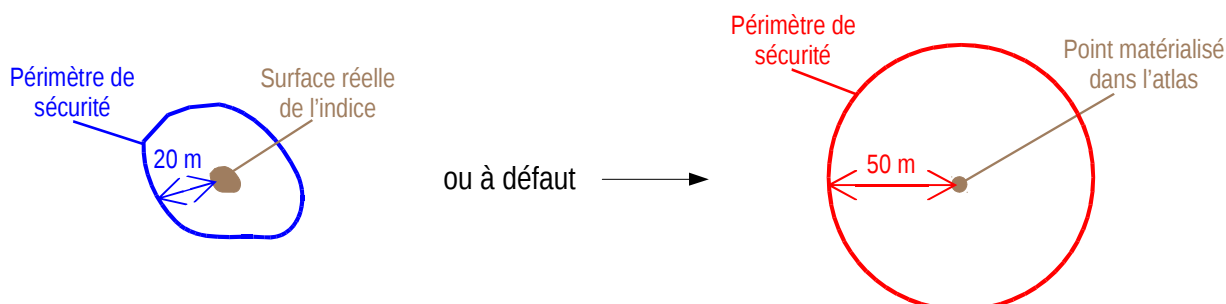 Périmètre de
sécurité
Surface réelle
de l’indice
20 m
ou à défaut
Périmètre de
sécurité
Point matérialisé
dans l’atlas
50 m